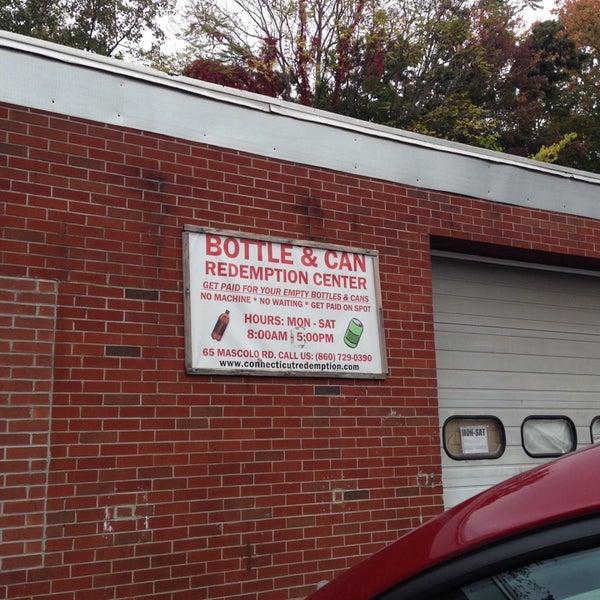 BOTTLE & CAN
REDEMPTION CENTER
GET PAID FOR YOUR EMPTY BOTTLES & CANS
NO MACHINE * NO WAITING * GET PAID ON SPOT
HOURS: MON - SAT
8:00AM - 5:00PM
65 MASCOLO RD. CALL US: (860) 729-0390
www.connecticutredemption.com
MON-SAT